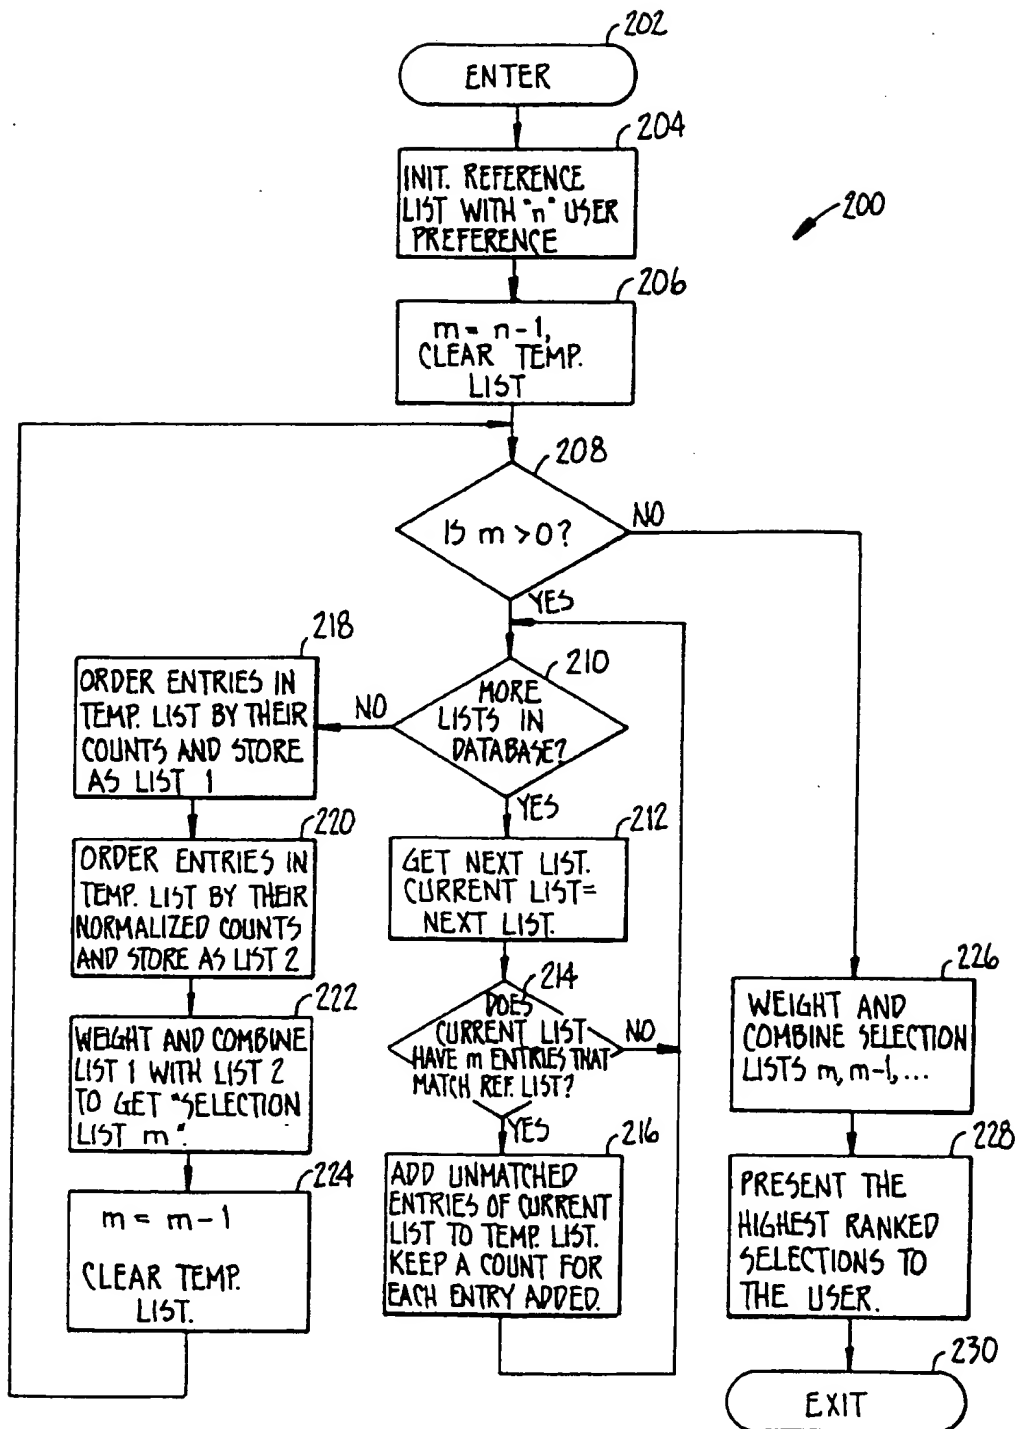 202
ENTER
204
INIT. REFERENCE
LIST WITH "n" USER
PREFERENCE
200
206
m = n-1,
CLEAR TEMP.
LIST
208
IS m > 0?
NO
YES
210
MORE
LISTS IN
DATABASE?
NO
YES
218
ORDER ENTRIES IN
TEMP. LIST BY THEIR
COUNTS AND STORE
AS LIST 1
220
ORDER ENTRIES IN
TEMP. LIST BY THEIR
NORMALIZED COUNTS
AND STORE AS LIST 2
222
WEIGHT AND COMBINE
LIST 1 WITH LIST 2
TO GET "SELECTION
LIST m".
224
m = m-1
CLEAR TEMP.
LIST.
212
GET NEXT LIST.
CURRENT LIST=
NEXT LIST.
214
DOES
CURRENT LIST
HAVE m ENTRIES THAT
MATCH REF. LIST?
NO
YES
216
ADD UNMATCHED
ENTRIES OF CURRENT
LIST TO TEMP. LIST.
KEEP A COUNT FOR
EACH ENTRY ADDED.
226
WEIGHT AND
COMBINE SELECTION
LISTS m, m-1, ...
228
PRESENT THE
HIGHEST RANKED
SELECTIONS TO
THE USER.
230
EXIT